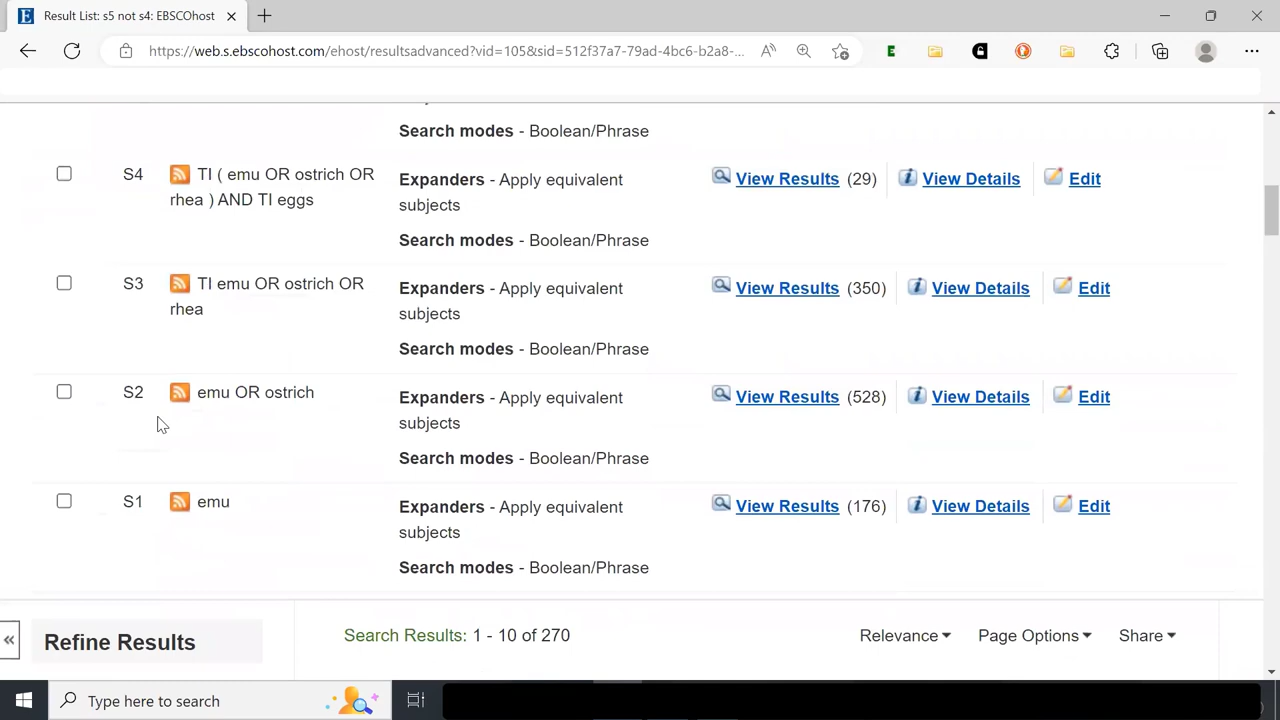 Result List: s5 not s4: EBSCOhost
https://web.s.ebscohost.com/ehost/resultsadvanced?vid=105&sid=512f37a7-79ad-4bc6-b2a8-...
Search modes - Boolean/Phrase
S4 TI ( emu OR ostrich OR Expanders - Apply equivalent View Results (29) View Details Edit
rhea ) AND TI eggs subjects
Search modes - Boolean/Phrase
S3 TI emu OR ostrich OR Expanders - Apply equivalent View Results (350) View Details Edit
rhea subjects
Search modes - Boolean/Phrase
S2 emu OR ostrich Expanders - Apply equivalent View Results (528) View Details Edit
subjects
Search modes - Boolean/Phrase
S1 emu Expanders - Apply equivalent View Results (176) View Details Edit
subjects
Search modes - Boolean/Phrase
« Refine Results Search Results: 1 - 10 of 270 Relevance Page Options Share
Type here to search